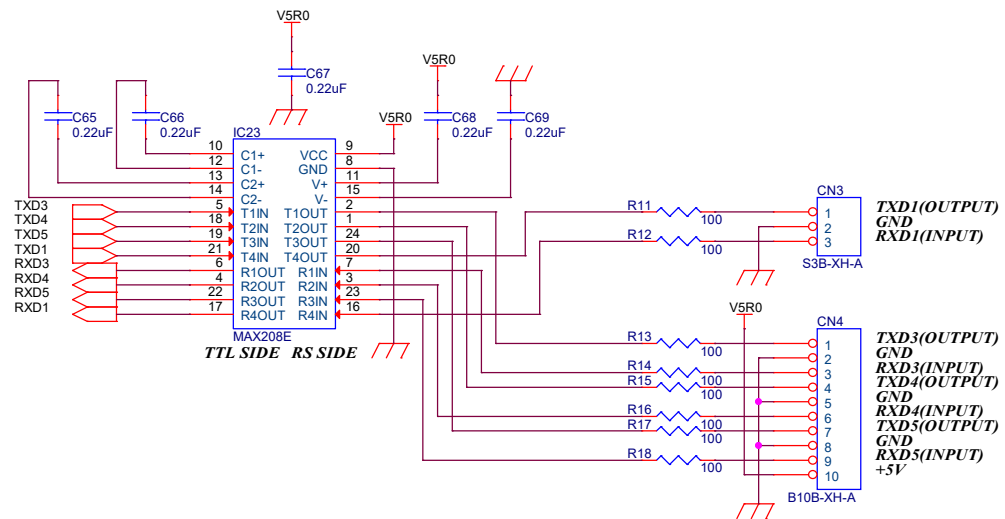 V5R0
C67
0.22uF
V5R0
V5R0
C65
0.22uF
C66
0.22uF
C68
0.22uF
C69
0.22uF
IC23
10 C1+ VCC 9
12 C1- GND 8
13 C2+ V+ 11
14 C2- V- 15
TXD3 5 T1IN T1OUT 2
TXD4 18 T2IN T2OUT 1
TXD5 19 T3IN T3OUT 24
TXD1 21 T4IN T4OUT 20
RXD3 6 R1OUT R1IN 7
RXD4 4 R2OUT R2IN 3
RXD5 22 R3OUT R3IN 23
RXD1 17 R4OUT R4IN 16
MAX208E
TTL SIDE RS SIDE
CN3
R11 100 1 TXD1(OUTPUT)
2 GND
R12 100 3 RXD1(INPUT)
S3B-XH-A
V5R0
CN4
R13 100 1 TXD3(OUTPUT)
2 GND
R14 100 3 RXD3(INPUT)
R15 100 4 TXD4(OUTPUT)
5 GND
R16 100 6 RXD4(INPUT)
R17 100 7 TXD5(OUTPUT)
8 GND
R18 100 9 RXD5(INPUT)
10 +5V
B10B-XH-A